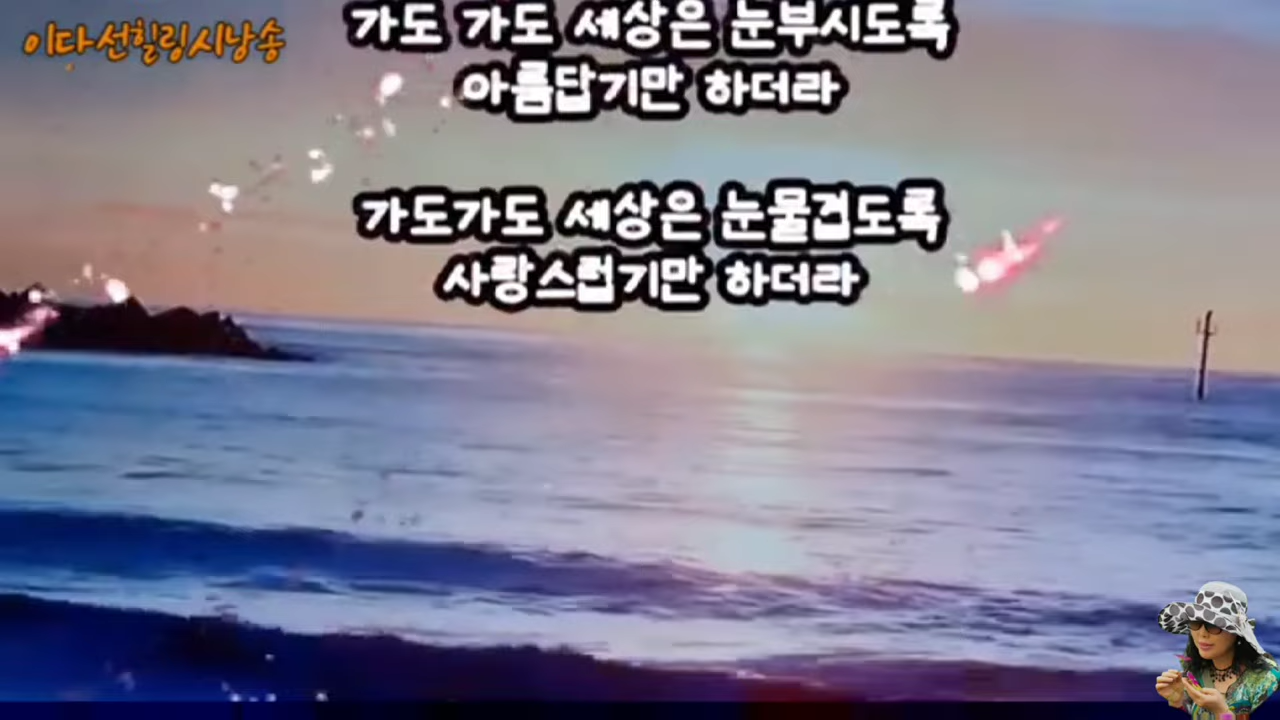 이다선힐링시낭송
가도 가도 세상은 눈부시도록
아름답기만 하더라
가도가도 세상은 눈물겹도록
사랑스럽기만 하더라